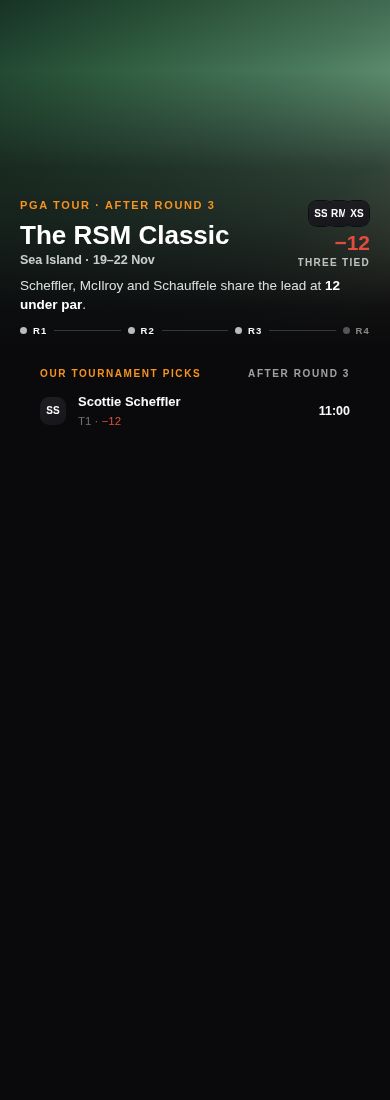 PGA TOUR · AFTER ROUND 3
SS RM XS
The RSM Classic
−12
Sea Island · 19–22 Nov
THREE TIED
Scheffler, McIlroy and Schauffele share the lead at 12
under par.
R1 R2 R3 R4
OUR TOURNAMENT PICKS AFTER ROUND 3
SS
Scottie Scheffler
T1 · −12
11:00